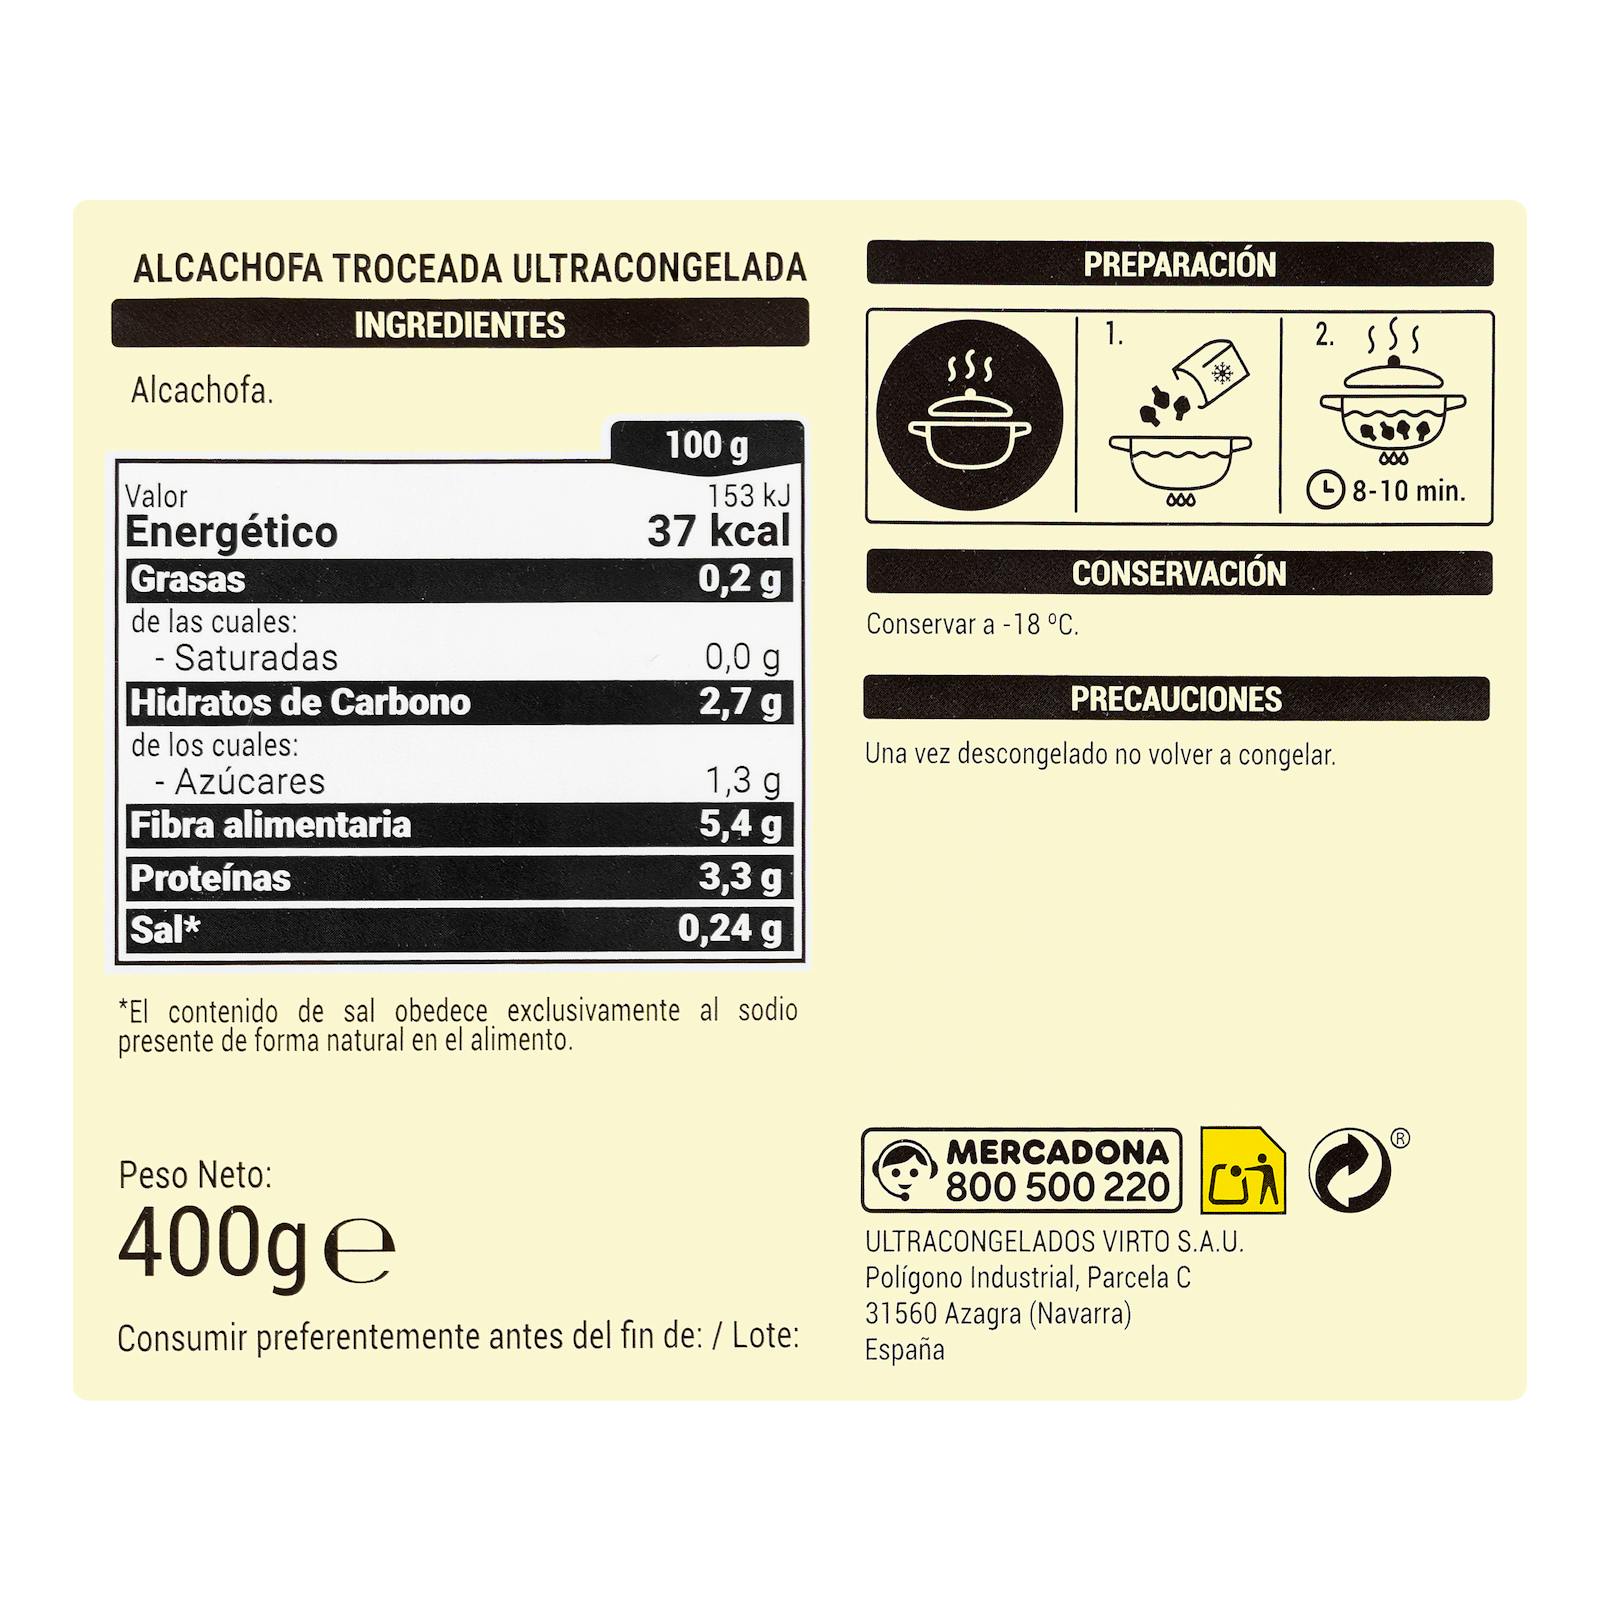 ALCACHOFA TROCEADA ULTRACONGELADA
INGREDIENTES
Alcachofa.
100 g
Valor 153 kJ
Energético 37 kcal
Grasas 0,2 g
de las cuales:
- Saturadas 0,0 g
Hidratos de Carbono 2,7 g
de los cuales:
- Azúcares 1,3 g
Fibra alimentaria 5,4 g
Proteínas 3,3 g
Sal* 0,24 g
*El contenido de sal obedece exclusivamente al sodio
presente de forma natural en el alimento.
Peso Neto:
400g e
Consumir preferentemente antes del fin de: / Lote:
PREPARACIÓN
1.
2.
8-10 min.
CONSERVACIÓN
Conservar a -18 ºC.
PRECAUCIONES
Una vez descongelado no volver a congelar.
MERCADONA
800 500 220
®
ULTRACONGELADOS VIRTO S.A.U.
Polígono Industrial, Parcela C
31560 Azagra (Navarra)
España